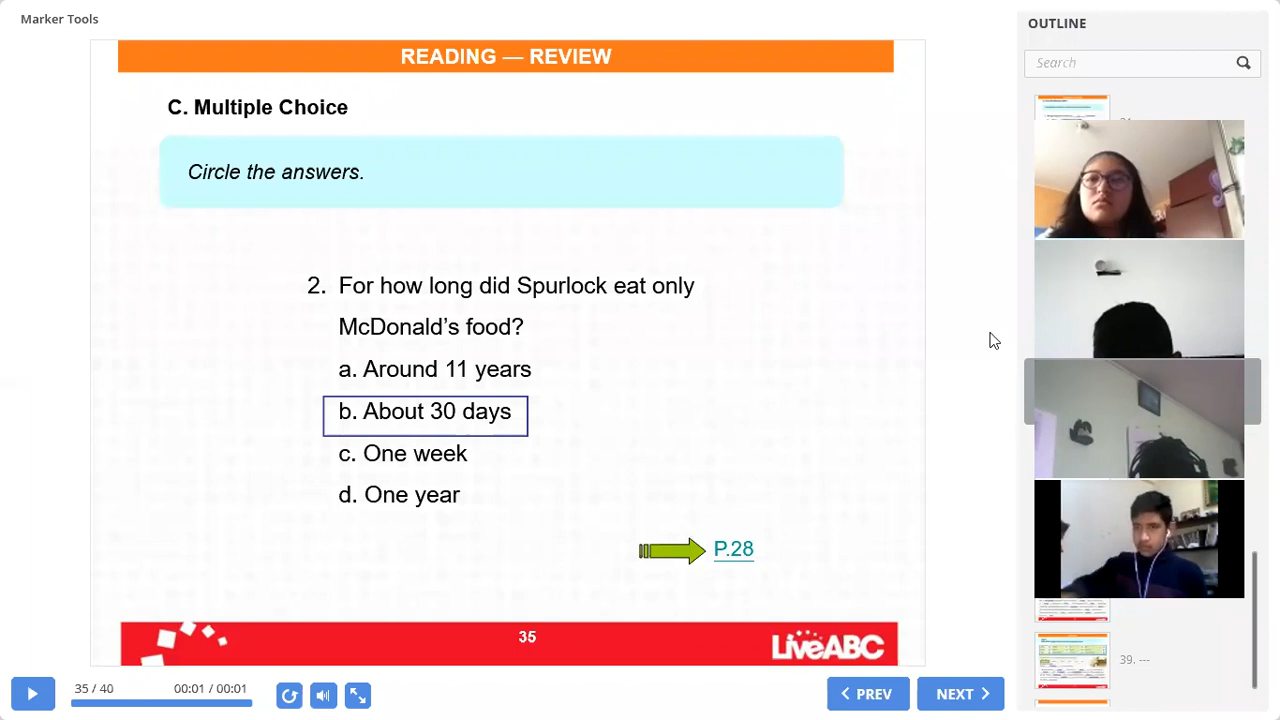 Marker Tools
OUTLINE
Search
READING — REVIEW
C. Multiple Choice
Circle the answers.
2. For how long did Spurlock eat only
McDonald's food?
a. Around 11 years
b. About 30 days
c. One week
d. One year
P.28
35
LiveABC
39, ---
35 / 40
00:01 / 00:01
PREV
NEXT